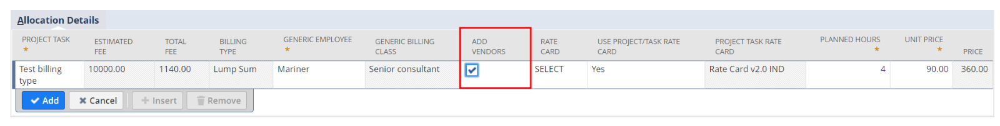 Allocation Details
PROJECT TASK *
ESTIMATED
FEE
TOTAL
FEE
BILLING
TYPE
GENERIC EMPLOYEE
*
GENERIC BILLING
CLASS
ADD
VENDORS
RATE
CARD
USE PROJECT/TASK RATE
CARD
PROJECT TASK RATE
CARD
PLANNED HOURS
*
UNIT PRICE
*
PRICE
Test billing
type
10000.00
1140.00
Lump Sum
Mariner
Senior consultant
SELECT
Yes
Rate Card v2.0 IND
4
90.00
360.00
Add
Cancel
Insert
Remove